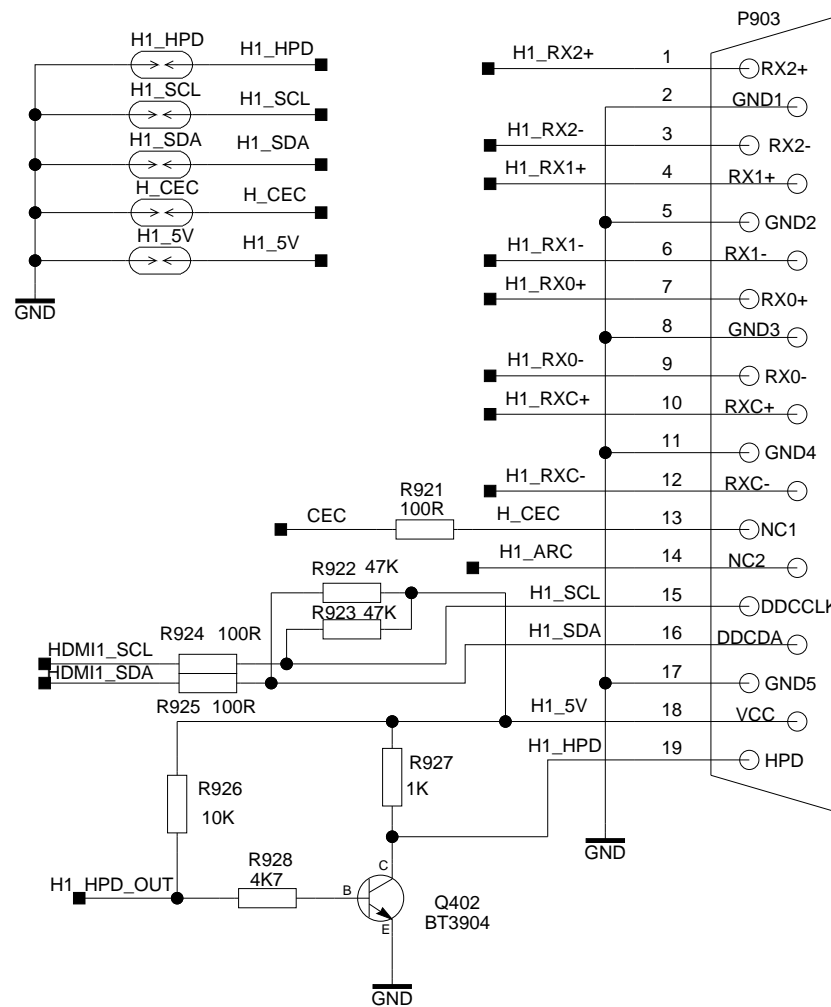 P903
H1_HPD H1_HPD
H1_SCL H1_SCL
H1_SDA H1_SDA
H_CEC H_CEC
H1_5V H1_5V
GND
H1_RX2+ 1 RX2+
2 GND1
H1_RX2- 3 RX2-
H1_RX1+ 4 RX1+
5 GND2
H1_RX1- 6 RX1-
H1_RX0+ 7 RX0+
8 GND3
H1_RX0- 9 RX0-
H1_RXC+ 10 RXC+
11 GND4
H1_RXC- 12 RXC-
R921
100R
CEC H_CEC 13 NC1
H1_ARC 14 NC2
R922 47K
H1_SCL 15 DDCCLK
R923 47K
R924 100R
H1_SDA 16 DDCDA
HDMI1_SCL
HDMI1_SDA
17 GND5
R925 100R
H1_5V 18 VCC
H1_HPD 19 HPD
R927
1K
R926
10K
GND
R928
4K7
H1_HPD_OUT
B
C
E
Q402
BT3904
GND